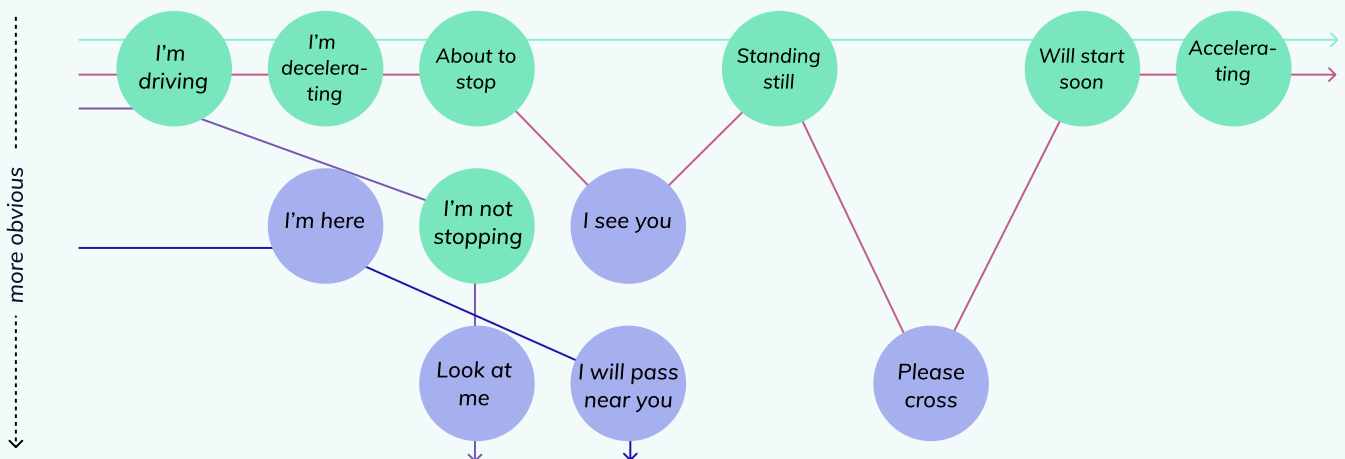 I'm
driving
I'm
decelera-
ting
About to
stop
Standing
still
Will start
soon
Accelera-
ting
more obvious
I'm here
I'm not
stopping
I see you
Look at
me
I will pass
near you
Please
cross